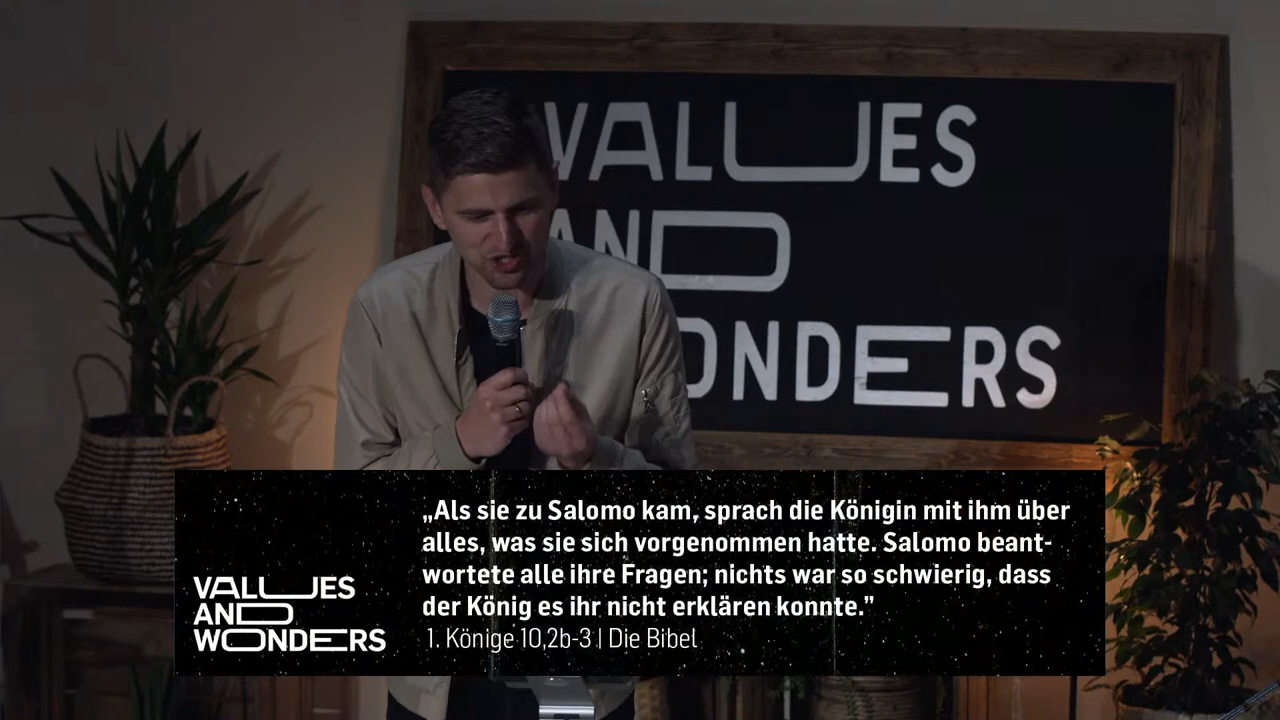 VALUES
AND
ONDERS
„Als sie zu Salomo kam, sprach die Königin mit ihm über
alles, was sie sich vorgenommen hatte. Salomo beant-
wortete alle ihre Fragen; nichts war so schwierig, dass
der König es ihr nicht erklären konnte.”
1. Könige 10,2b-3 | Die Bibel
VALUES
AND
WONDERS